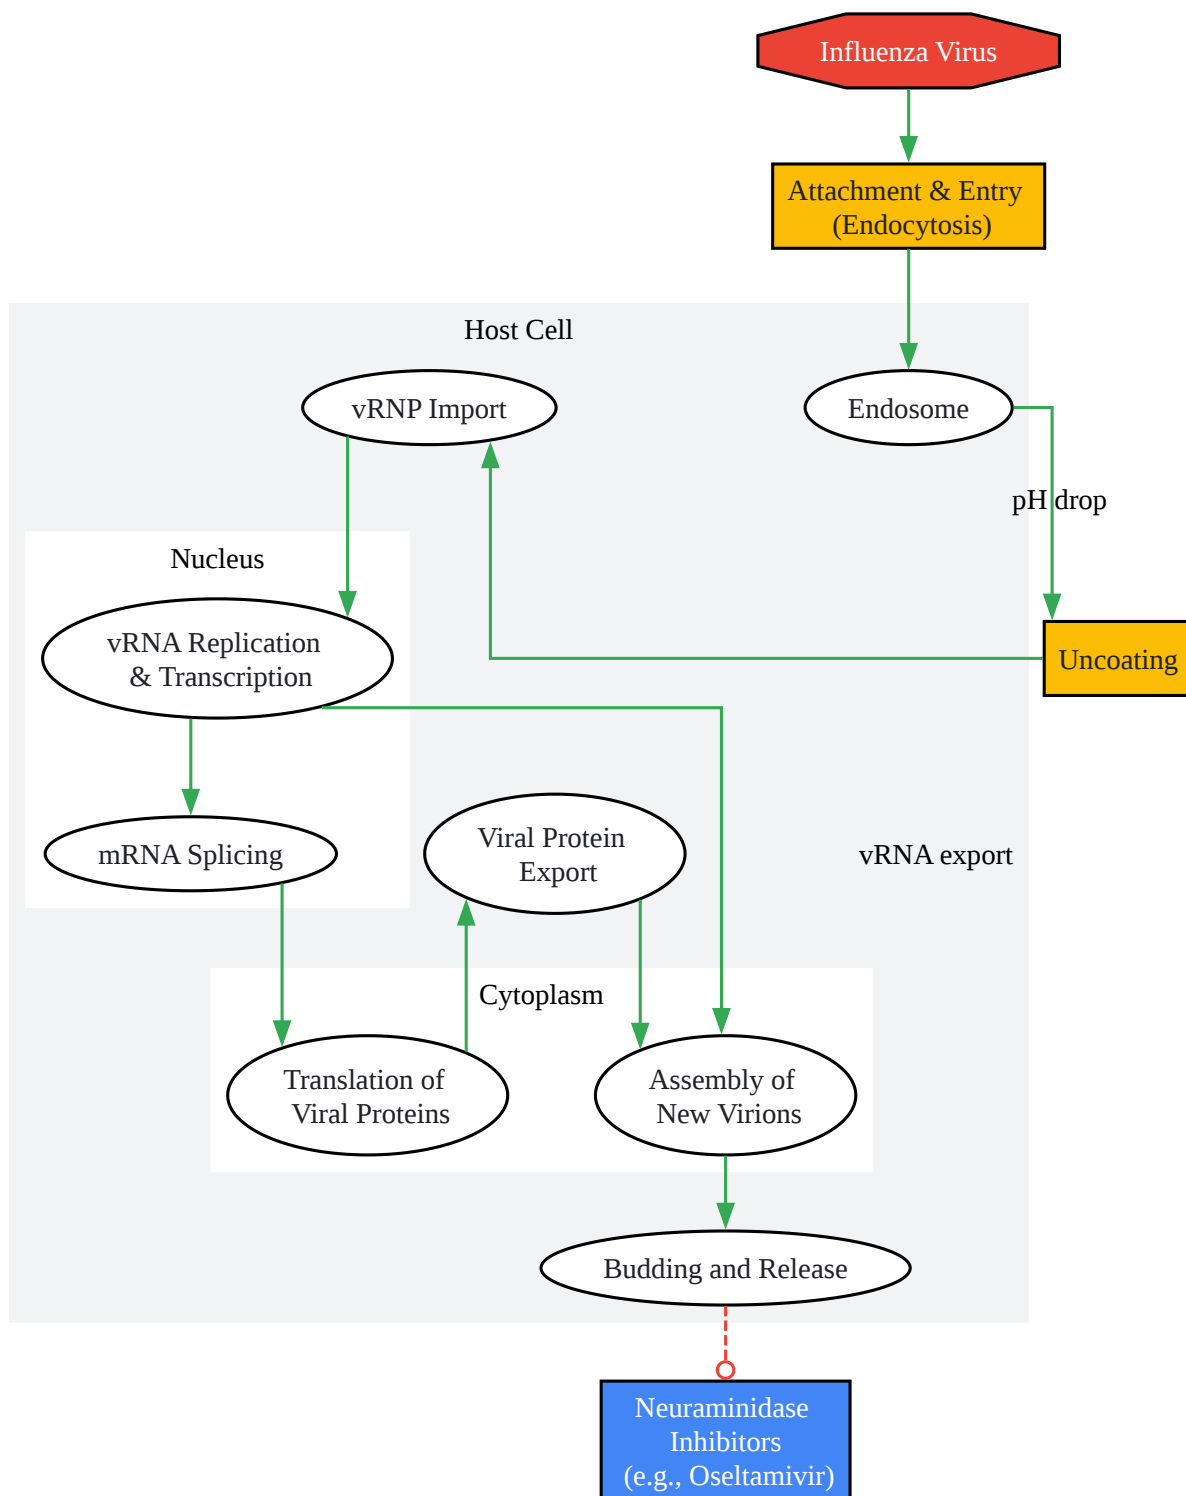 Influenza Virus
Attachment & Entry
(Endocytosis)
Host Cell
vRNP Import
Endosome
pH drop
Nucleus
vRNA Replication
& Transcription
Uncoating
mRNA Splicing
Viral Protein
Export
vRNA export
Cytoplasm
Translation of
Viral Proteins
Assembly of
New Virions
Budding and Release
Neuraminidase
Inhibitors
(e.g., Oseltamivir)